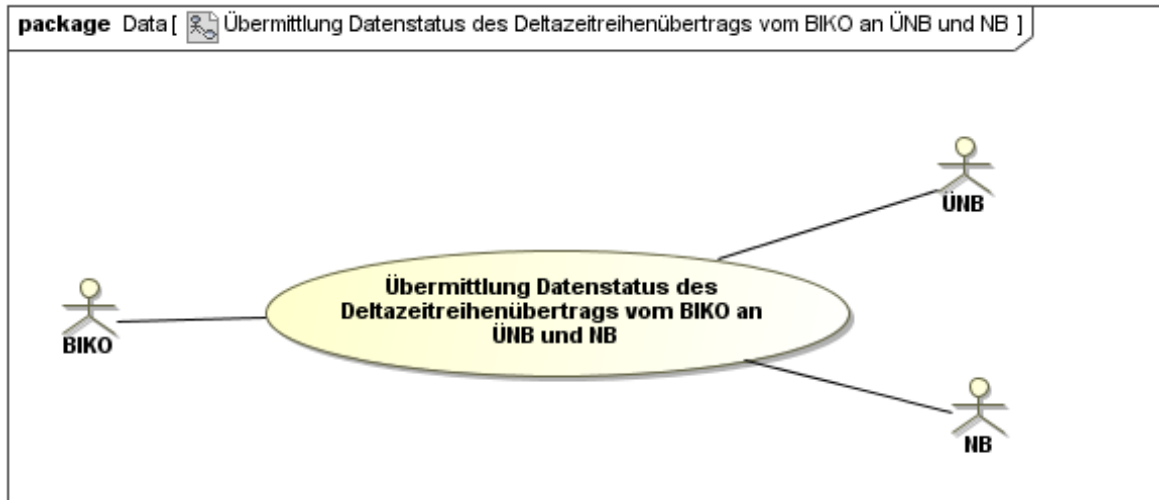 package Data [ Übermittlung Datenstatus des Deltazeitreihenübertrags vom BIKO an ÜNB und NB ]
ÜNB
Übermittlung Datenstatus des
Deltazeitreihenübertrags vom BIKO an
ÜNB und NB
BIKO
NB